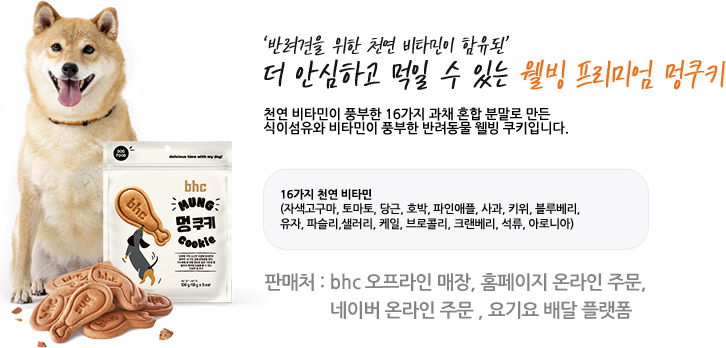 '반려견을 위한 천연 비타민이 함유된'
더 안심하고 먹일 수 있는 웰빙 프리미엄 멍쿠키
천연 비타민이 풍부한 16가지 과채 혼합 분말로 만든
식이섬유와 비타민이 풍부한 반려동물 웰빙 쿠키입니다.
16가지 천연 비타민
(자색고구마, 토마토, 당근, 호박, 파인애플, 사과, 키위, 블루베리,
유자, 파슬리,샐러리, 케일, 브로콜리, 크랜베리, 석류, 아로니아)
판매처 : bhc 오프라인 매장, 홈페이지 온라인 주문,
네이버 온라인 주문 , 요기요 배달 플랫폼
DOG
FOOD
delicious time with my dog!
bhc
MUNG
멍쿠키
Cookie
bhc